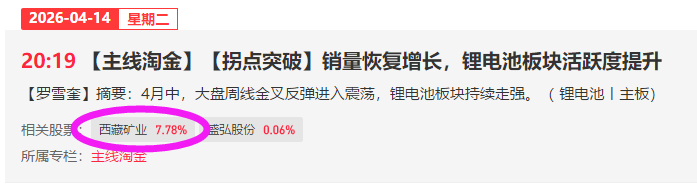 2026-04-14 星期二
20:19 【主线淘金】【拐点突破】销量恢复增长，锂电池板块活跃度提升
【罗雪奎】摘要：4月中，大盘周线金叉反弹进入震荡，锂电池板块持续走强。（ 锂电池丨主板）
相关股票： 西藏矿业 7.78% 盛弘股份 0.06%
所属专栏：主线淘金